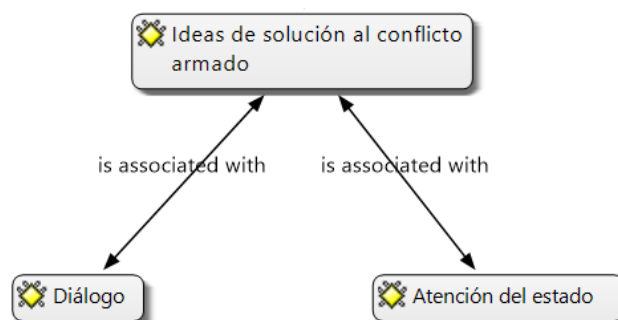 Ideas de solución al conflicto
armado
is associated with
is associated with
Diálogo
Atención del estado